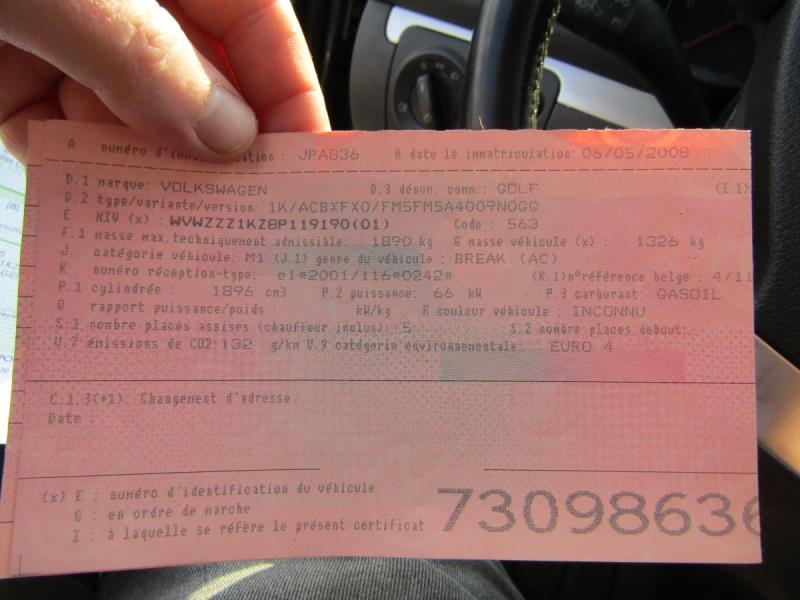 A numéro d'im : JPA836 B date 1e immatriculation: 06/05/2008
D.1 marque: VOLKSWAGEN D.3 dénom. comm.: GOLF (I.1)
D.2 type/variante/version: 1K/ACBXFX0/FM5FM5A4009N0GG
E NIV (x) : WVWZZZ1KZ8P119190(01) Code : 563
F.1 masse max.techniquement admissible: 1890 kg G masse véhicule (x) : 1326 kg
J catégorie véhicule: M1 (J.1) genre du véhicule : BREAK (AC)
K numéro réception-type: e1*2001/116*0242* (K.1)n°référence belge : 4/11
P.1 cylindrée : 1896 cm3 P.2 puissance: 66 kW P.3 carburant: GASOIL
Q rapport puissance/poids : kW/kg R couleur véhicule : INCONNU
S.1 nombre places assises (chauffeur inclus): 5 S.2 nombre places debout:
V.7 émissions de CO2:132 g/km V.9 catégorie environnementale: EURO 4
C.1.3(+1): Changement d'adresse
Date :
(x) E : numéro d'identification du véhicule
G : en ordre de marche
I : à laquelle se réfère le présent certificat
7309863